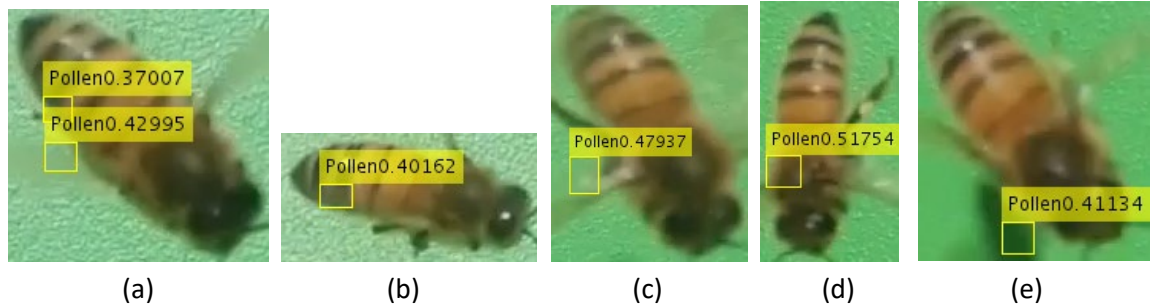 Pollen0.37007
Pollen0.42995
Pollen0.40162
Pollen0.47937
Pollen0.51754
Pollen0.41134
(a)
(b)
(c)
(d)
(e)